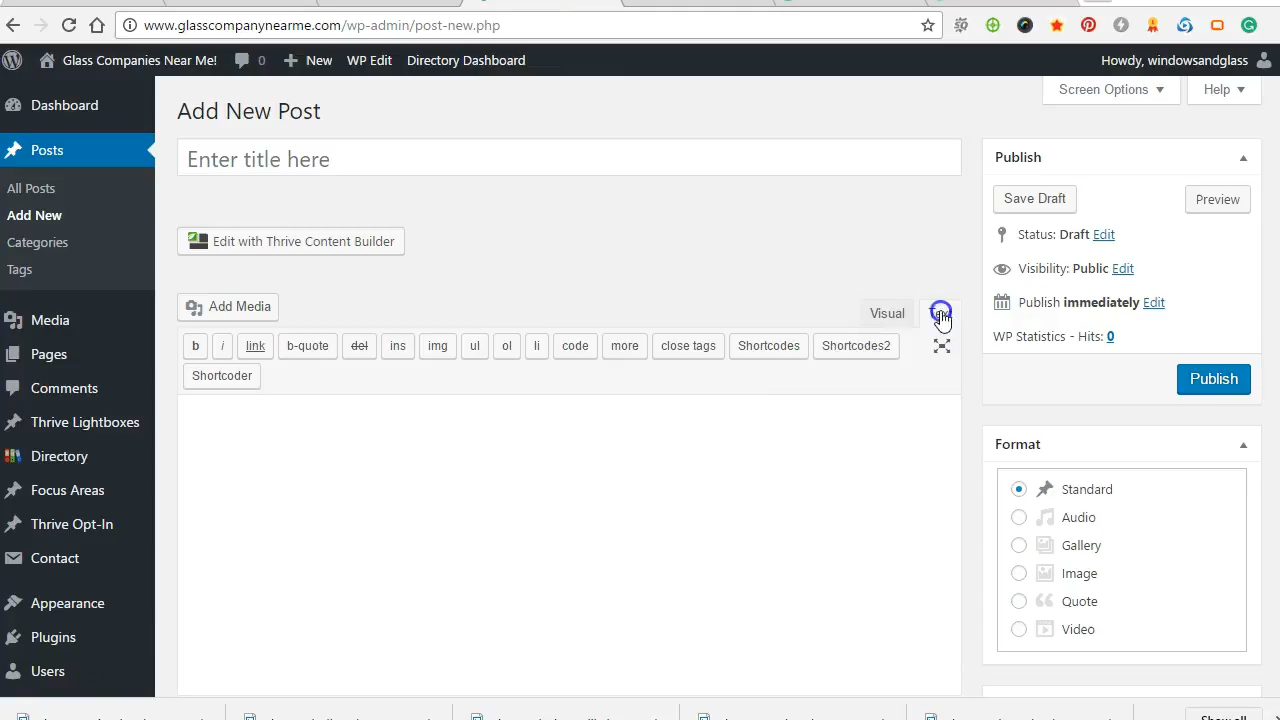 www.glasscompanynearme.com/wp-admin/post-new.php
Glass Companies Near Me! 0 New WP Edit Directory Dashboard Howdy, windowsandglass
Screen Options Help
Dashboard
Posts
All Posts
Add New
Categories
Tags
Media
Pages
Comments
Thrive Lightboxes
Directory
Focus Areas
Thrive Opt-In
Contact
Appearance
Plugins
Users
Add New Post
Enter title here
Edit with Thrive Content Builder
Add Media
Visual
b i link b-quote del ins img ul ol li code more close tags Shortcodes Shortcodes2
Shortcoder
Publish
Save Draft Preview
Status: Draft Edit
Visibility: Public Edit
Publish immediately Edit
WP Statistics - Hits: 0
Publish
Format
Standard
Audio
Gallery
Image
Quote
Video
Show all